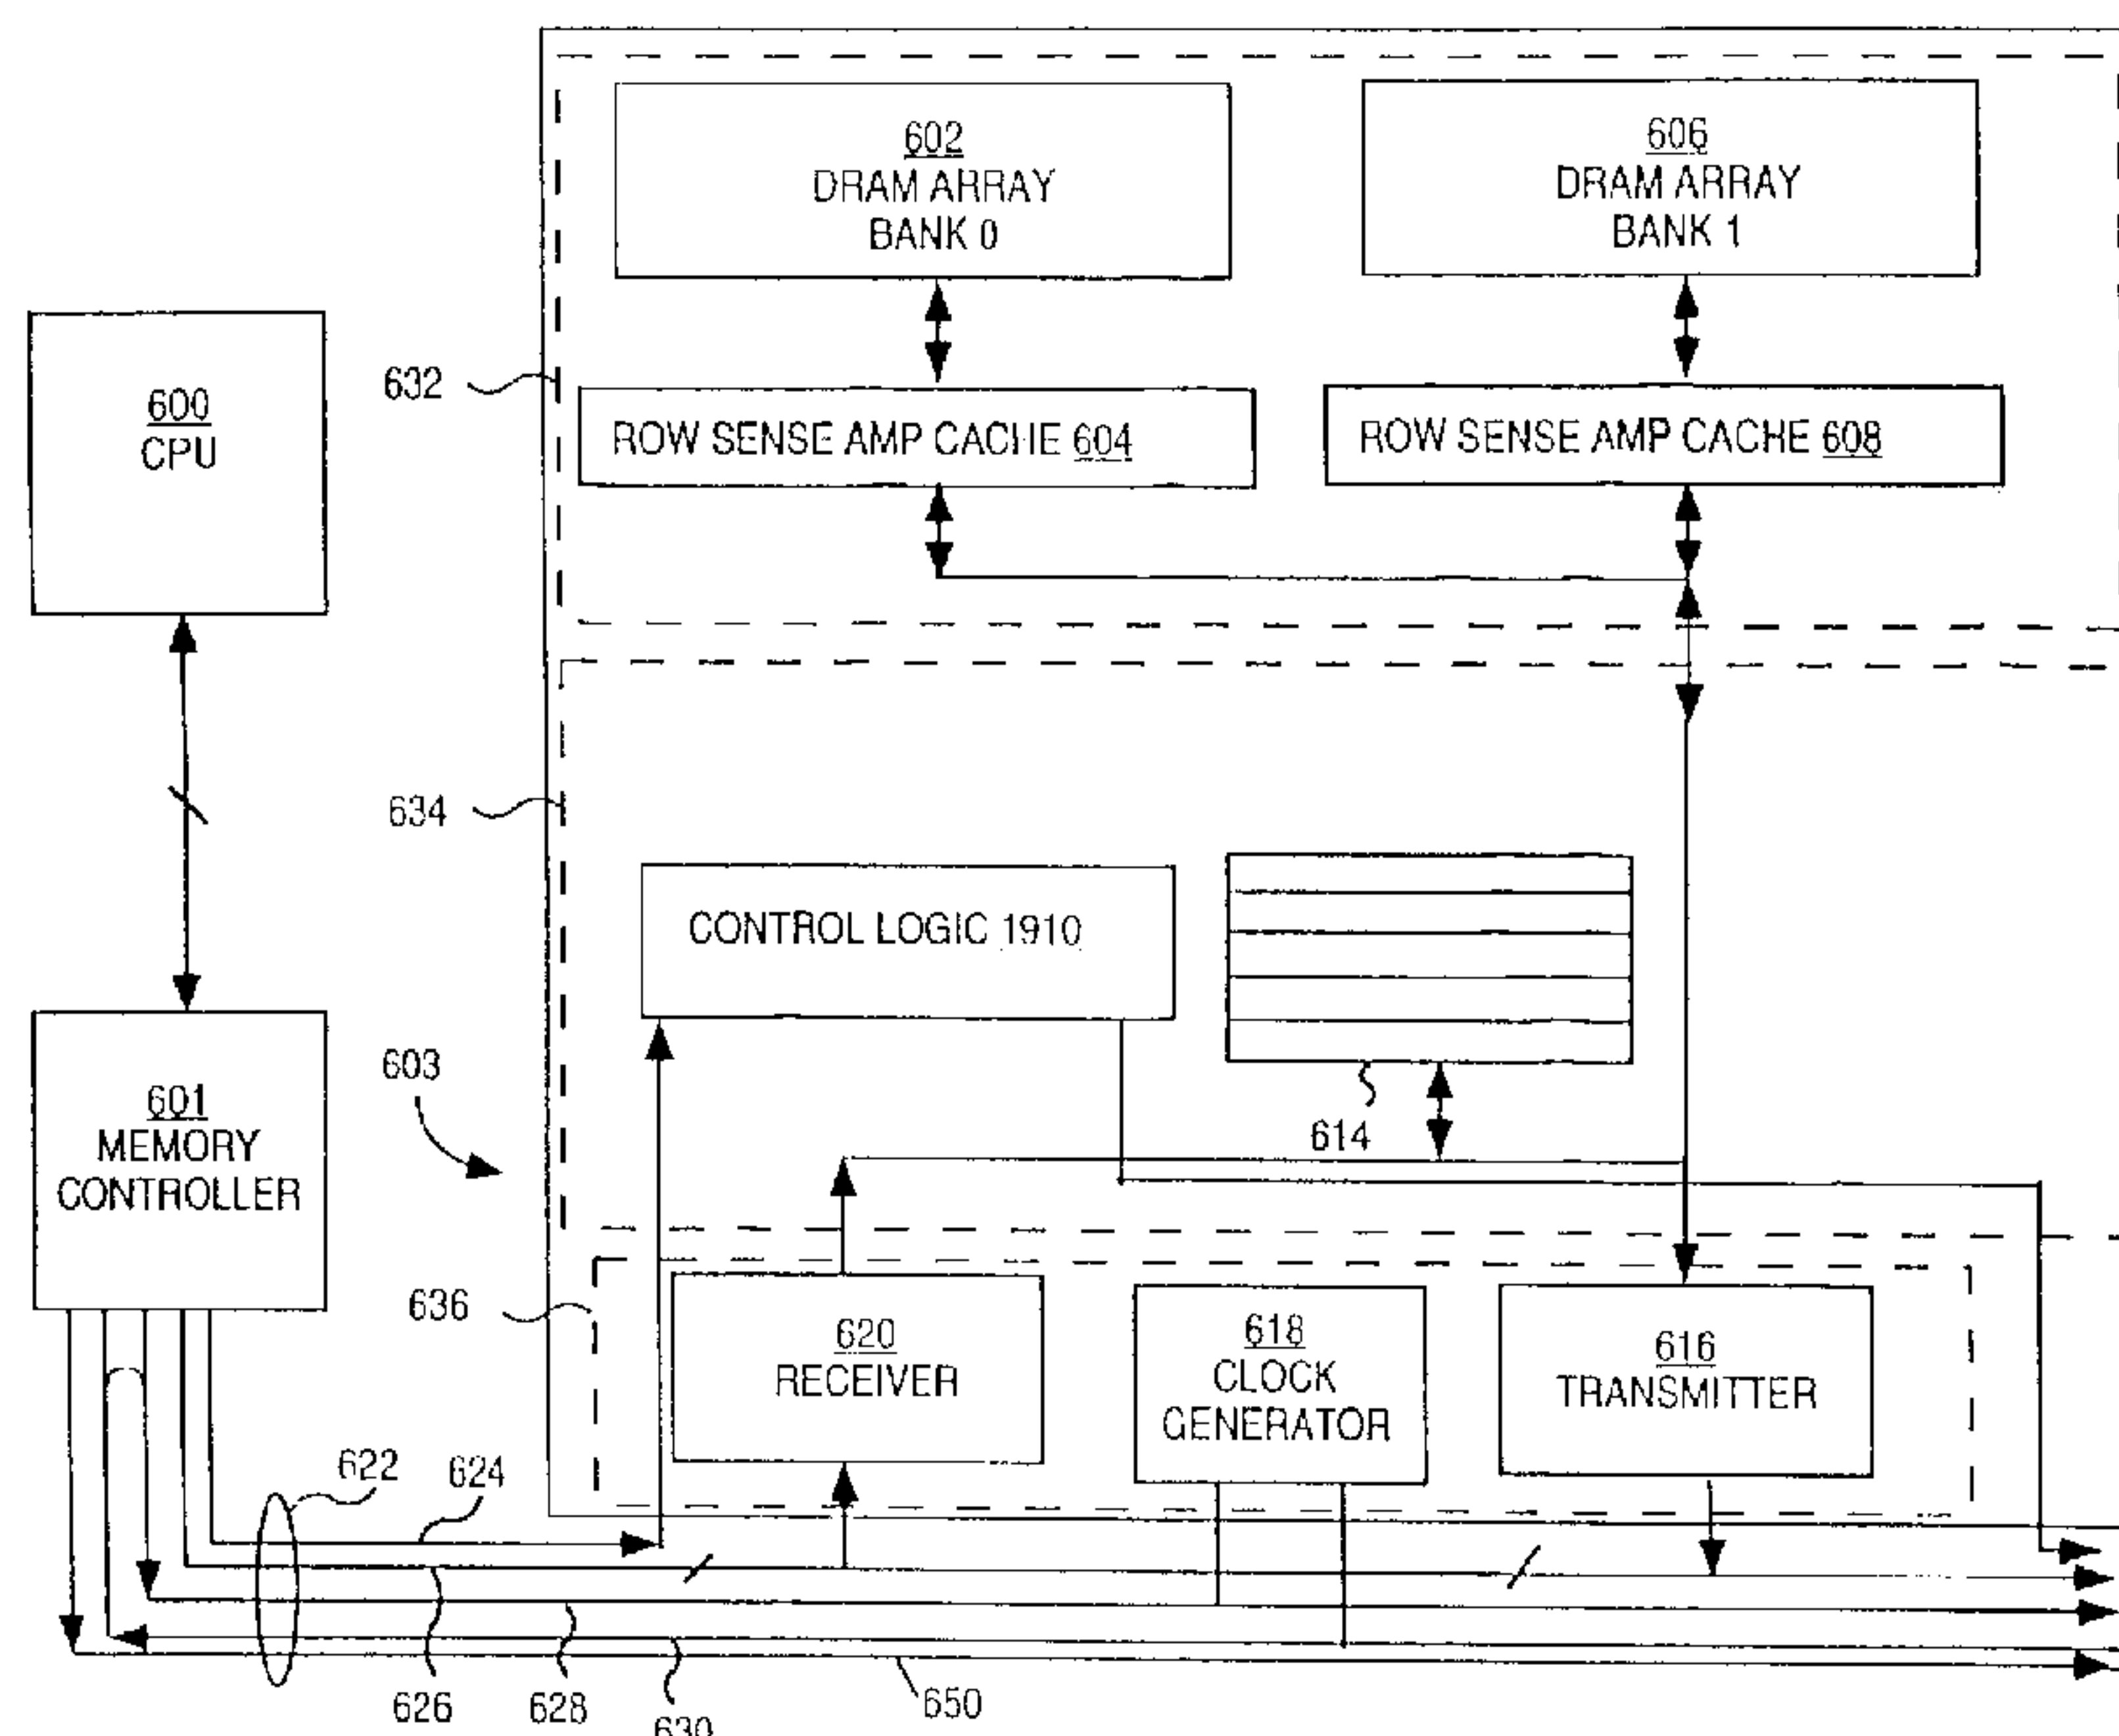 602
DRAM ARRAY
BANK 0
606
DRAM ARRAY
BANK 1
600
CPU
632
ROW SENSE AMP CACHE 604
ROW SENSE AMP CACHE 608
634
CONTROL LOGIC 1910
603
614
601
MEMORY
CONTROLLER
636
620
RECEIVER
618
CLOCK
GENERATOR
616
TRANSMITTER
622
624
626
628
630
650